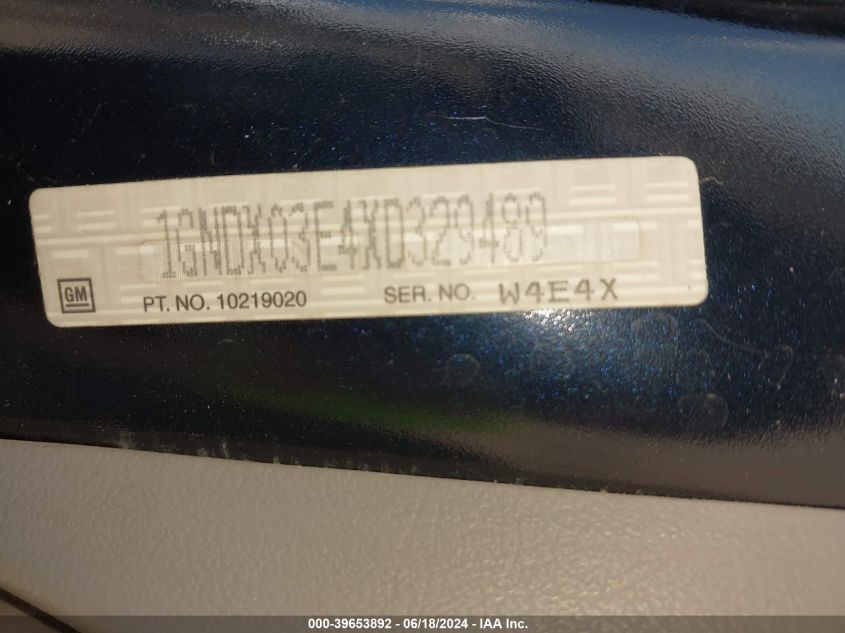 1GNDX03E4XD329489
GM PT. NO. 10219020 SER. NO. W4E4X
000-39653892 - 06/18/2024 - IAA Inc.